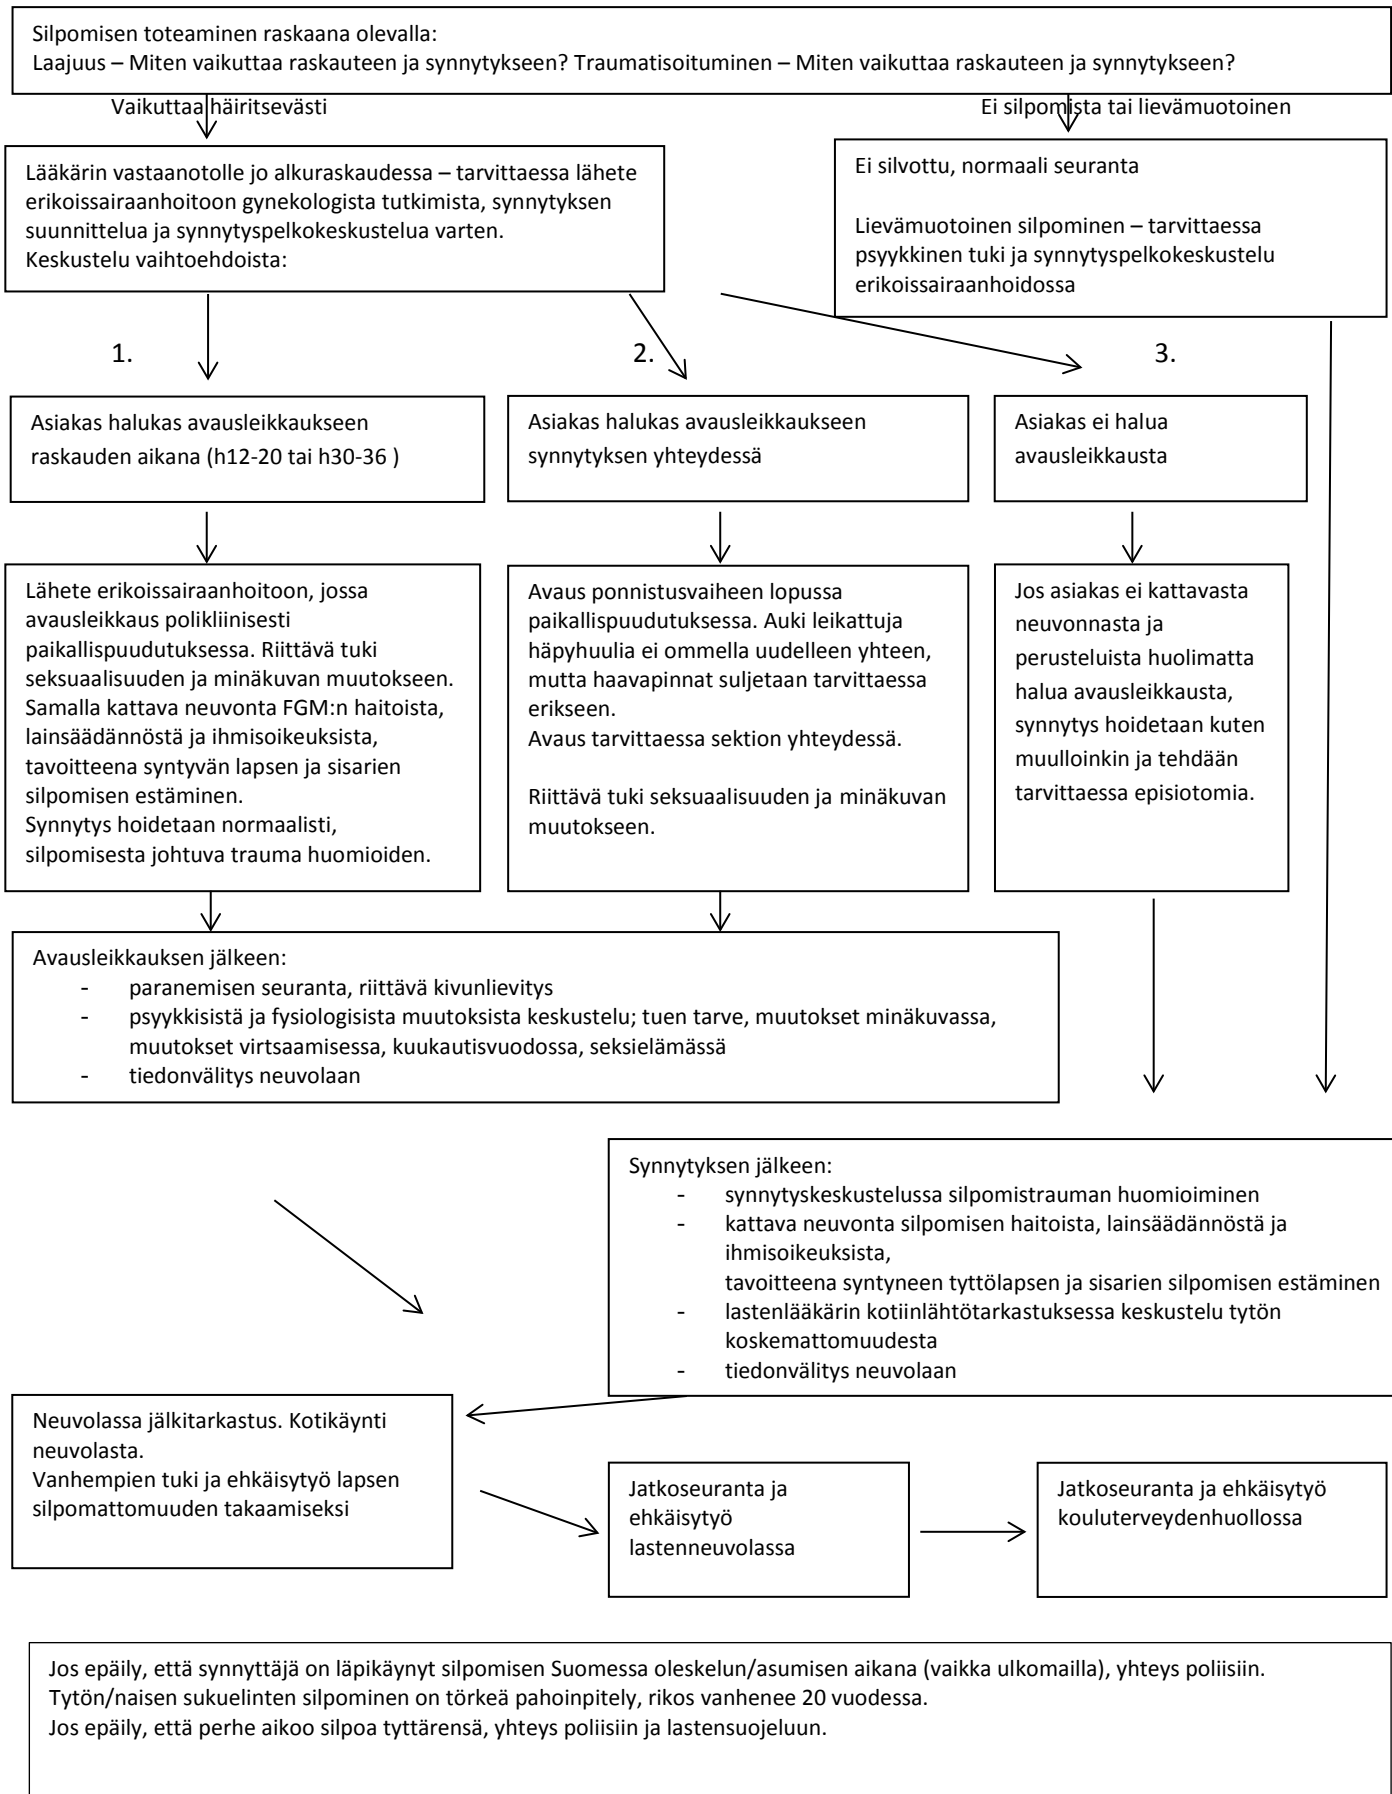 Silpomisen toteaminen raskaana olevalla:
Laajuus – Miten vaikuttaa raskauteen ja synnytykseen? Traumatisoituminen – Miten vaikuttaa raskauteen ja synnytykseen?
Vaikuttaa häiritsevästi
Ei silpomista tai lievämuotoinen
Lääkärin vastaanotolle jo alkuraskaudessa – tarvittaessa lähete
erikoissairaanhoitoon gynekologista tutkimista, synnytyksen
suunnittelua ja synnytyspelkokeskustelua varten.
Keskustelu vaihtoehdoista:
Ei silvottu, normaali seuranta
Lievämuotoinen silpominen – tarvittaessa
psyykkinen tuki ja synnytyspelkokeskustelu
erikoissairaanhoidossa
1.
2.
3.
Asiakas halukas avausleikkaukseen
raskauden aikana (h12-20 tai h30-36 )
Asiakas halukas avausleikkaukseen
synnytyksen yhteydessä
Asiakas ei halua
avausleikkausta
Lähete erikoissairaanhoitoon, jossa
avausleikkaus polikliinisesti
paikallispuudutuksessa. Riittävä tuki
seksuaalisuuden ja minäkuvan muutokseen.
Samalla kattava neuvonta FGM:n haitoista,
lainsäädännöstä ja ihmisoikeuksista,
tavoitteena syntyvän lapsen ja sisarien
silpomisen estäminen.
Synnytys hoidetaan normaalisti,
silpomisesta johtuva trauma huomioiden.
Avaus ponnistusvaiheen lopussa
paikallispuudutuksessa. Auki leikattuja
häpyhuulia ei ommella uudelleen yhteen,
mutta haavapinnat suljetaan tarvittaessa
erikseen.
Avaus tarvittaessa sektion yhteydessä.
Riittävä tuki seksuaalisuuden ja minäkuvan
muutokseen.
Jos asiakas ei kattavasta
neuvonnasta ja
perusteluista huolimatta
halua avausleikkausta,
synnytys hoidetaan kuten
muulloinkin ja tehdään
tarvittaessa episiotomia.
Avausleikkauksen jälkeen:
- paranemisen seuranta, riittävä kivunlievitys
- psyykkisistä ja fysiologisista muutoksista keskustelu; tuen tarve, muutokset minäkuvassa,
muutokset virtsaamisessa, kuukautisvuodossa, seksielämässä
- tiedonvälitys neuvolaan
Synnytyksen jälkeen:
- synnytyskeskustelussa silpomistrauman huomioiminen
- kattava neuvonta silpomisen haitoista, lainsäädännöstä ja
ihmisoikeuksista,
tavoitteena syntyneen tyttölapsen ja sisarien silpomisen estäminen
- lastenlääkärin kotiinlähtötarkastuksessa keskustelu tytön
koskemattomuudesta
- tiedonvälitys neuvolaan
Neuvolassa jälkitarkastus. Kotikäynti
neuvolasta.
Vanhempien tuki ja ehkäisytyö lapsen
silpomattomuuden takaamiseksi
Jatkoseuranta ja
ehkäisytyö
lastenneuvolassa
Jatkoseuranta ja ehkäisytyö
kouluterveydenhuollossa
Jos epäily, että synnyttäjä on läpikäynyt silpomisen Suomessa oleskelun/asumisen aikana (vaikka ulkomailla), yhteys poliisiin.
Tytön/naisen sukuelinten silpominen on törkeä pahoinpitely, rikos vanhenee 20 vuodessa.
Jos epäily, että perhe aikoo silpoa tyttärensä, yhteys poliisiin ja lastensuojeluun.